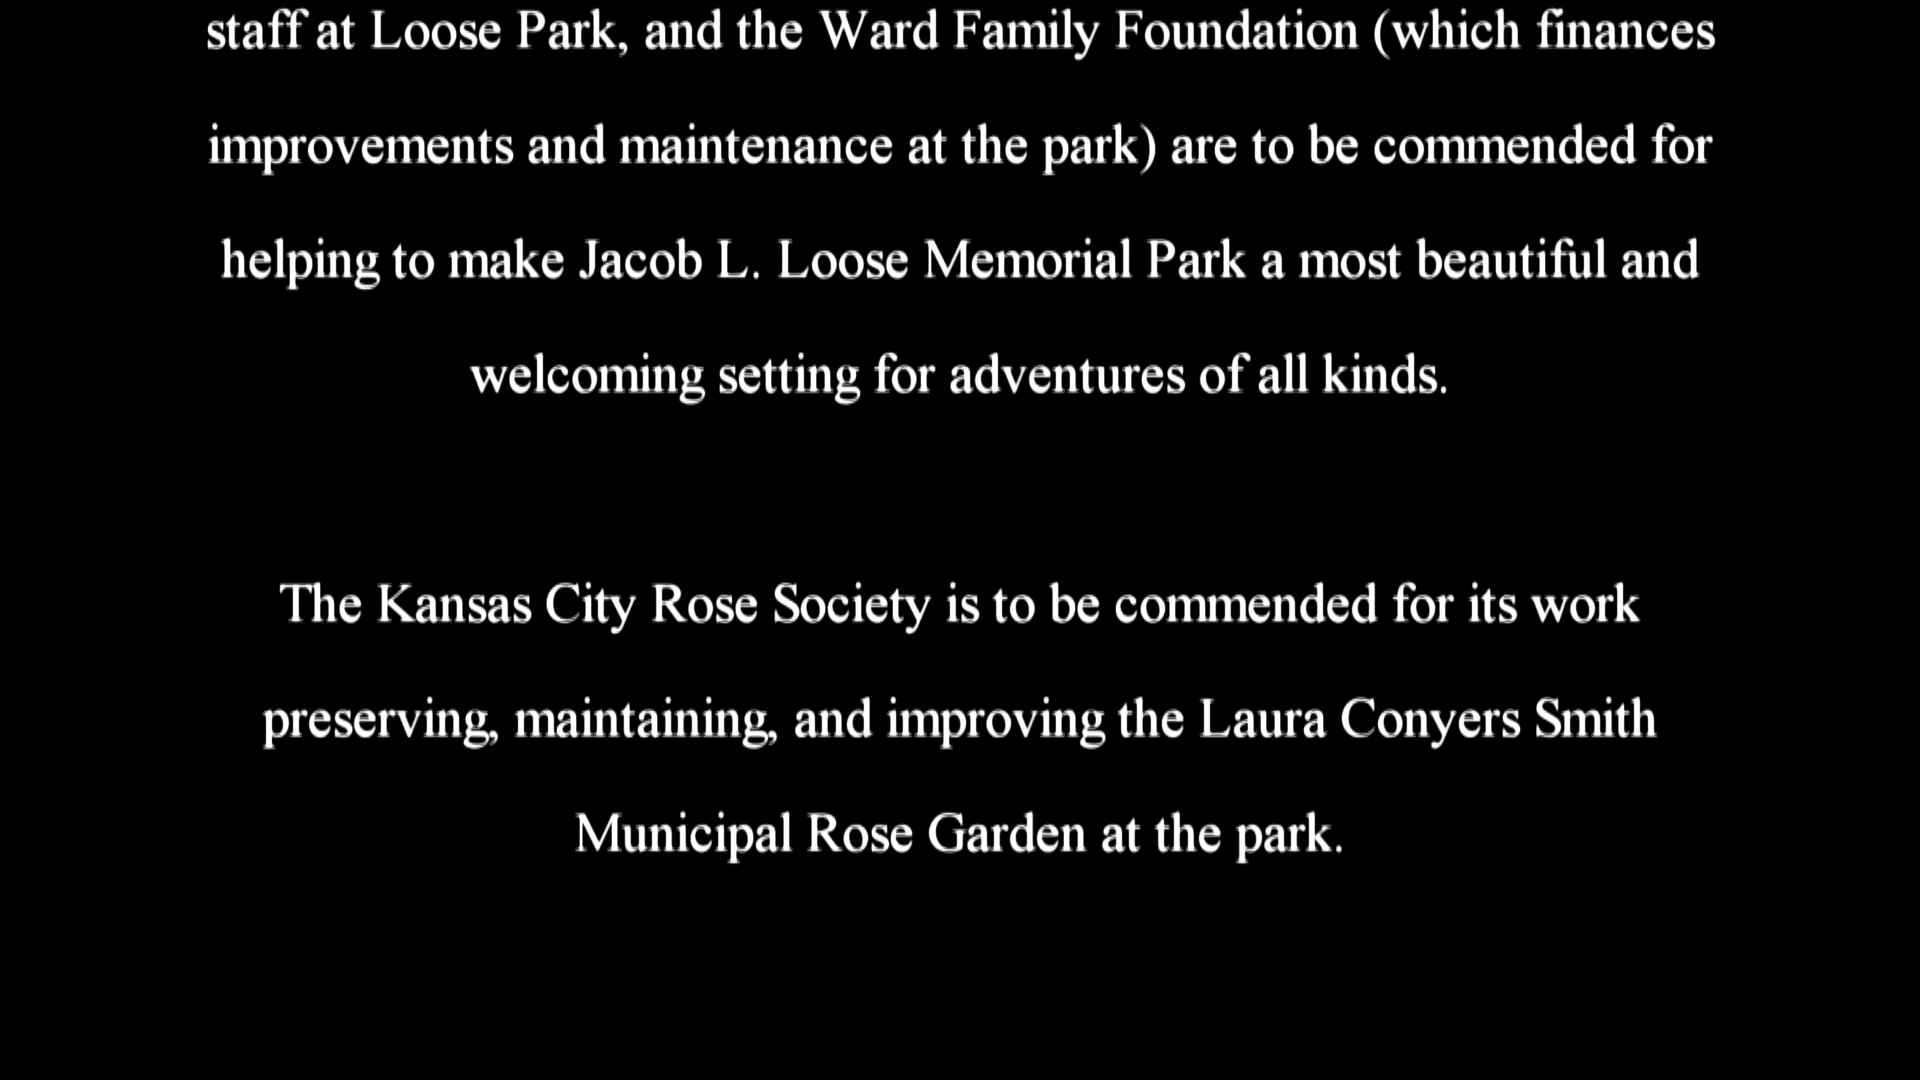 staff at Loose Park, and the Ward Family Foundation (which finances
improvements and maintenance at the park) are to be commended for
helping to make Jacob L. Loose Memorial Park a most beautiful and
welcoming setting for adventures of all kinds.
The Kansas City Rose Society is to be commended for its work
preserving, maintaining, and improving the Laura Conyers Smith
Municipal Rose Garden at the park.